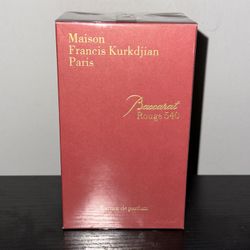 Maison
Francis Kurkdjian
Paris
Baccarat
Rouge 540
Extrait de parfum